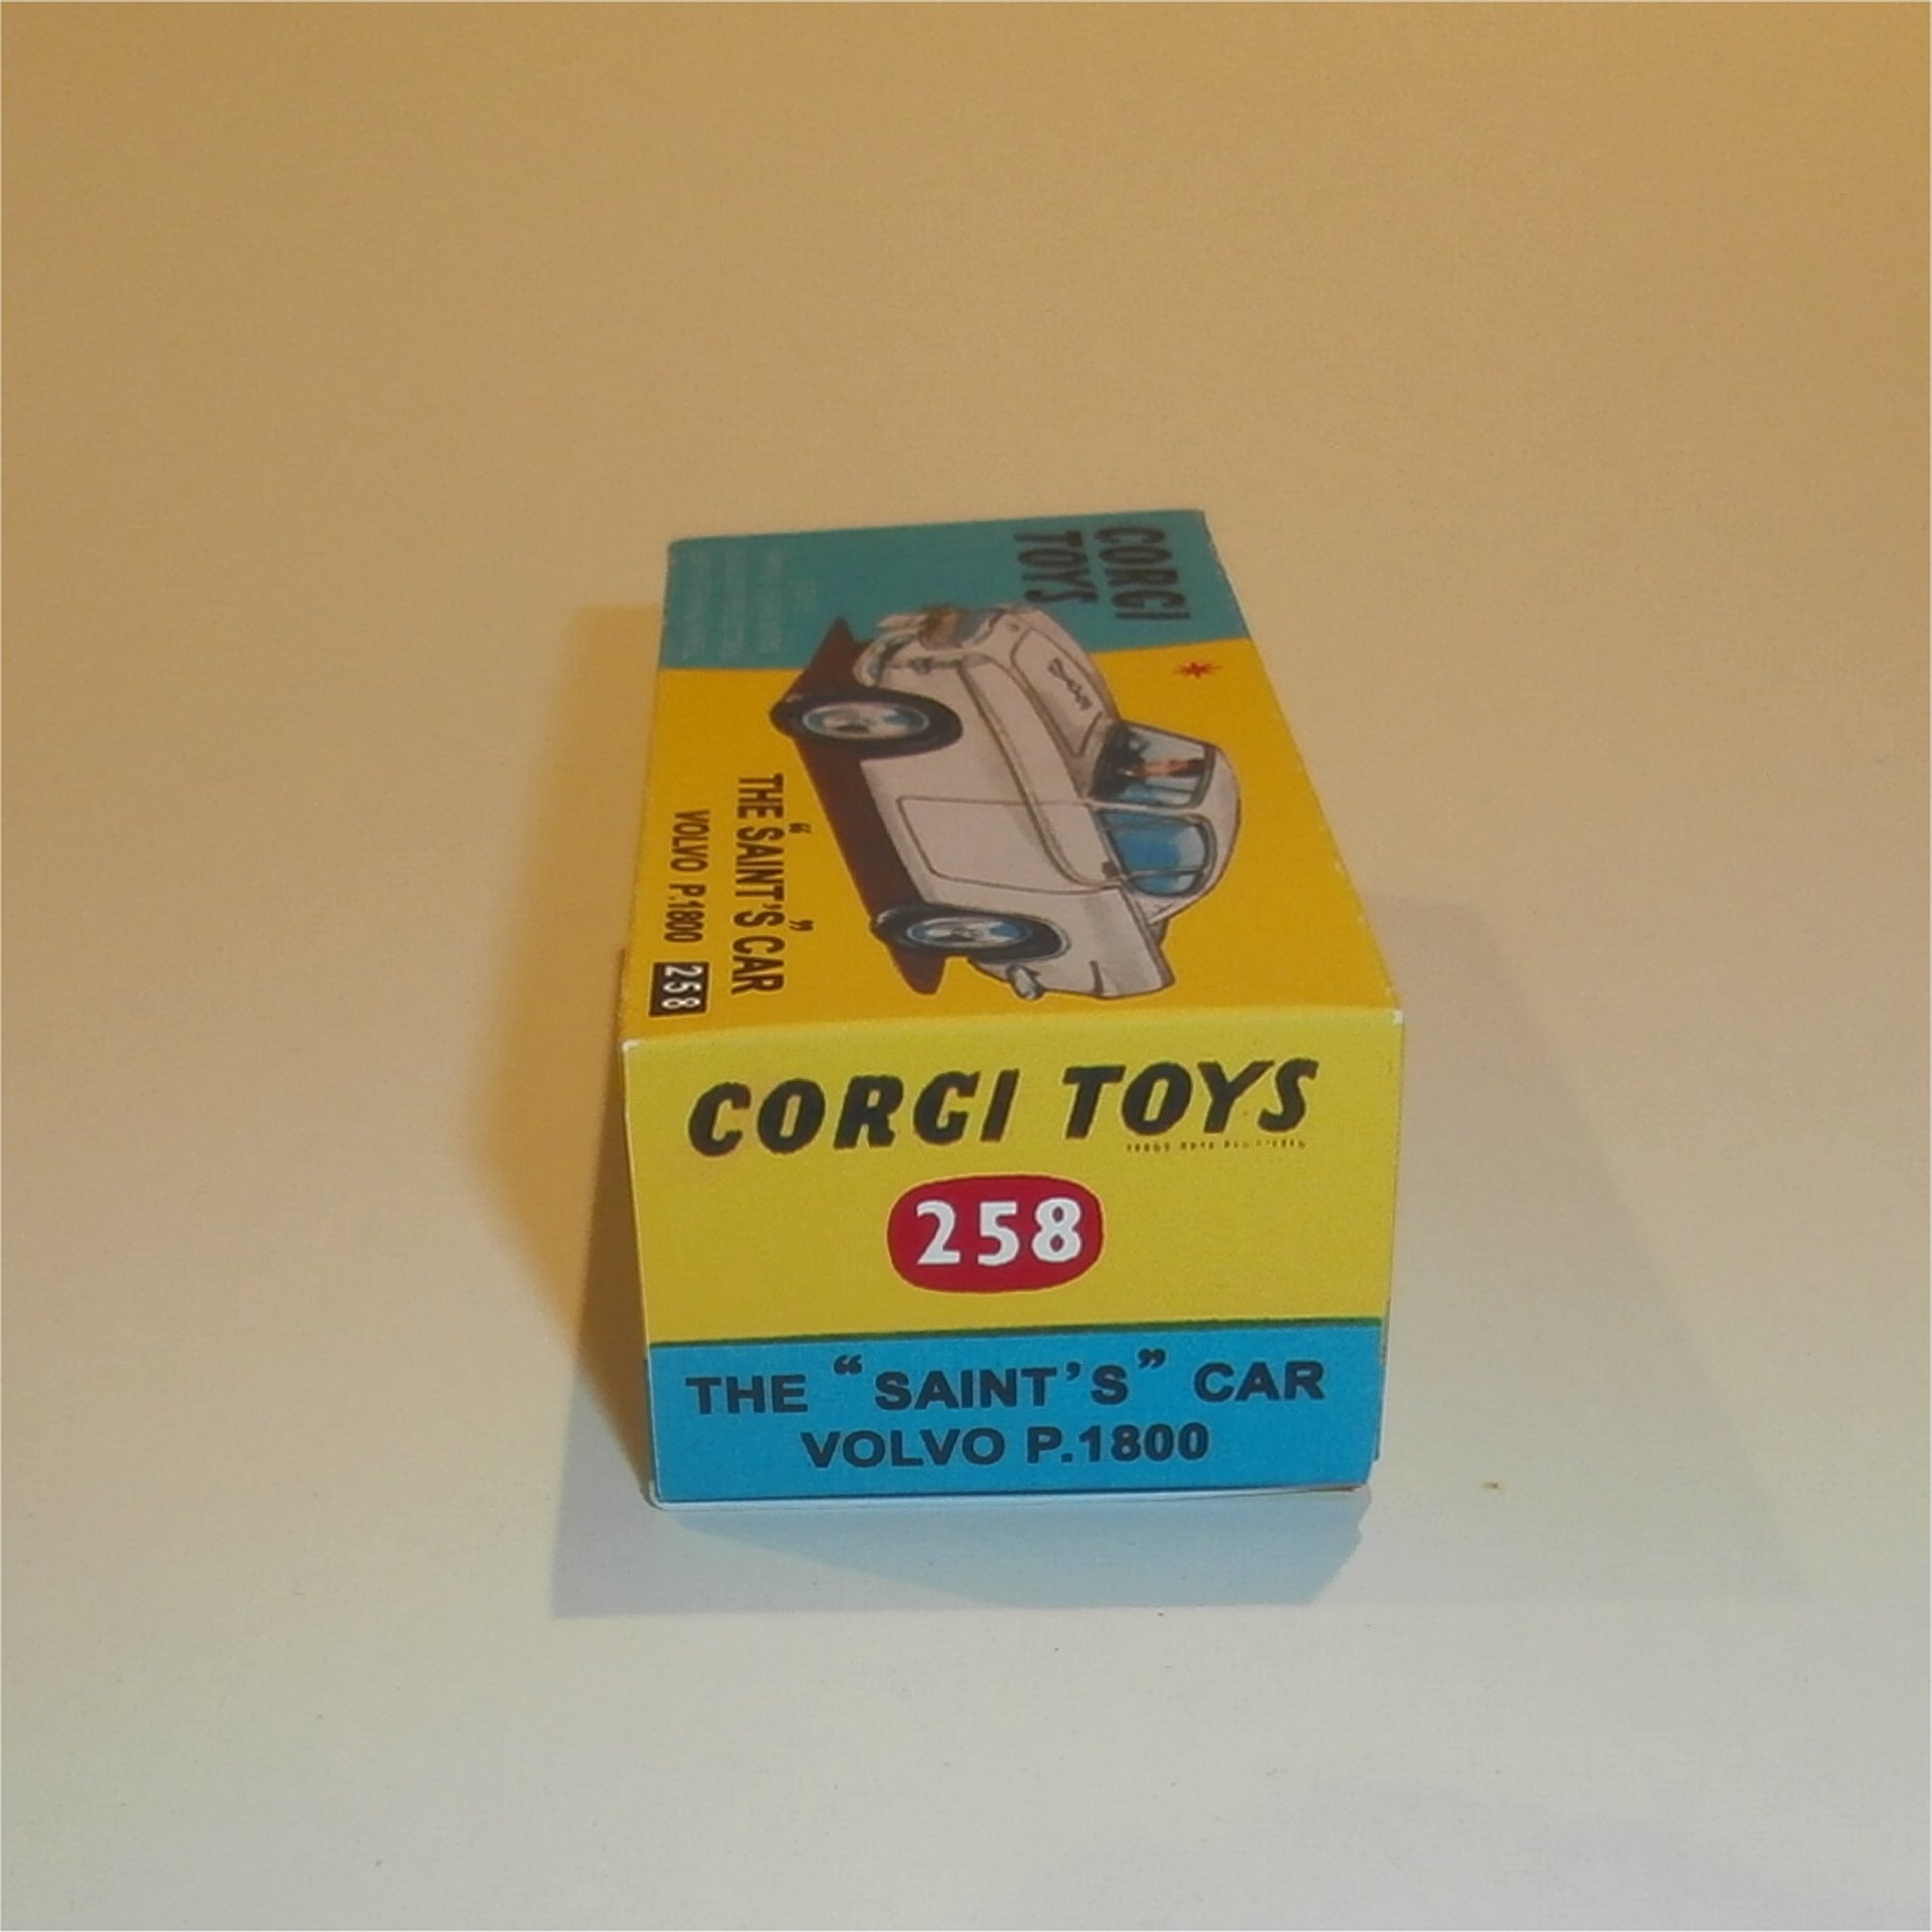 CORGI
TOYS
THE "SAINT'S" CAR
VOLVO P.1800 258
CORGI TOYS
258
THE "SAINT'S" CAR
VOLVO P.1800